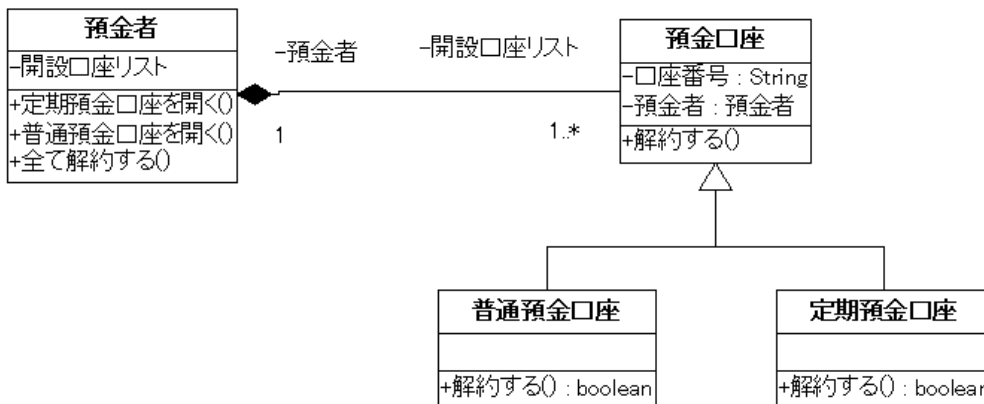 預金者
-開設口座リスト
+定期預金口座を開く()
+普通預金口座を開く()
+全て解約する()
-預金者
-開設口座リスト
1
1..*
預金口座
-口座番号 : String
-預金者 : 預金者
+解約する()
普通預金口座
+解約する() : boolean
定期預金口座
+解約する() : boolean